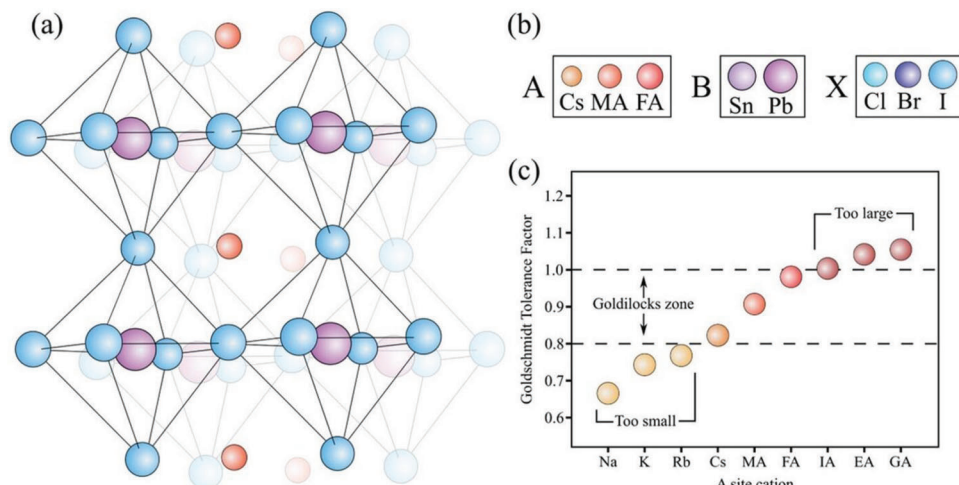 (a)
(b)
A Cs MA FA B Sn Pb X Cl Br I
(c)
Goldschmidt Tolerance Factor
1.2
1.1
1.0
0.9
0.8
0.7
0.6
Too large
Goldilocks zone
Too small
Na K Rb Cs MA FA IA EA GA
A site cation